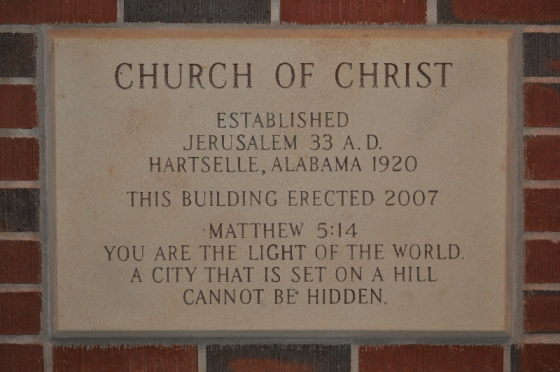 CHURCH OF CHRIST
ESTABLISHED
JERUSALEM 33 A.D.
HARTSELLE, ALABAMA 1920
THIS BUILDING ERECTED 2007
MATTHEW 5:14
YOU ARE THE LIGHT OF THE WORLD.
A CITY THAT IS SET ON A HILL
CANNOT BE HIDDEN.